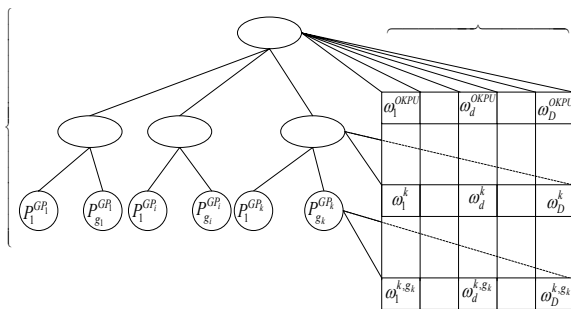 ω_1^{OKPU} ω_d^{OKPU} ω_D^{OKPU}
ω_1^k ω_d^k ω_D^k
P_1^{GP_1} P_{g_1}^{GP_1} P_1^{GP_i} P_{g_i}^{GP_i} P_1^{GP_k} P_{g_k}^{GP_k}
ω_1^{k,g_k} ω_d^{k,g_k} ω_D^{k,g_k}